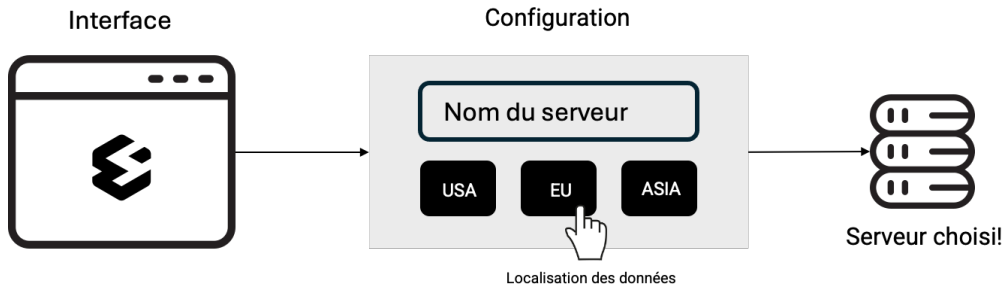 Interface
Configuration
Nom du serveur
USA
EU
ASIA
Serveur choisi!
Localisation des données